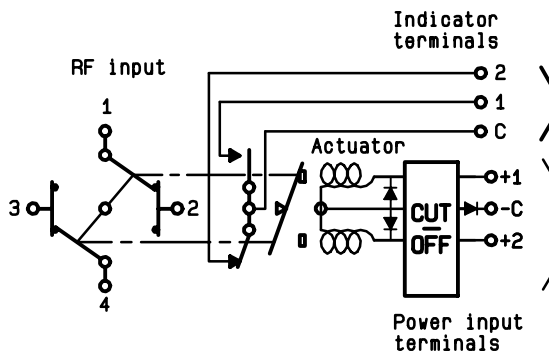 Indicator
terminals
RF input
2
1
1
C
Actuator
+1
3
2
CUT
-C
OFF
+2
4
Power input
terminals